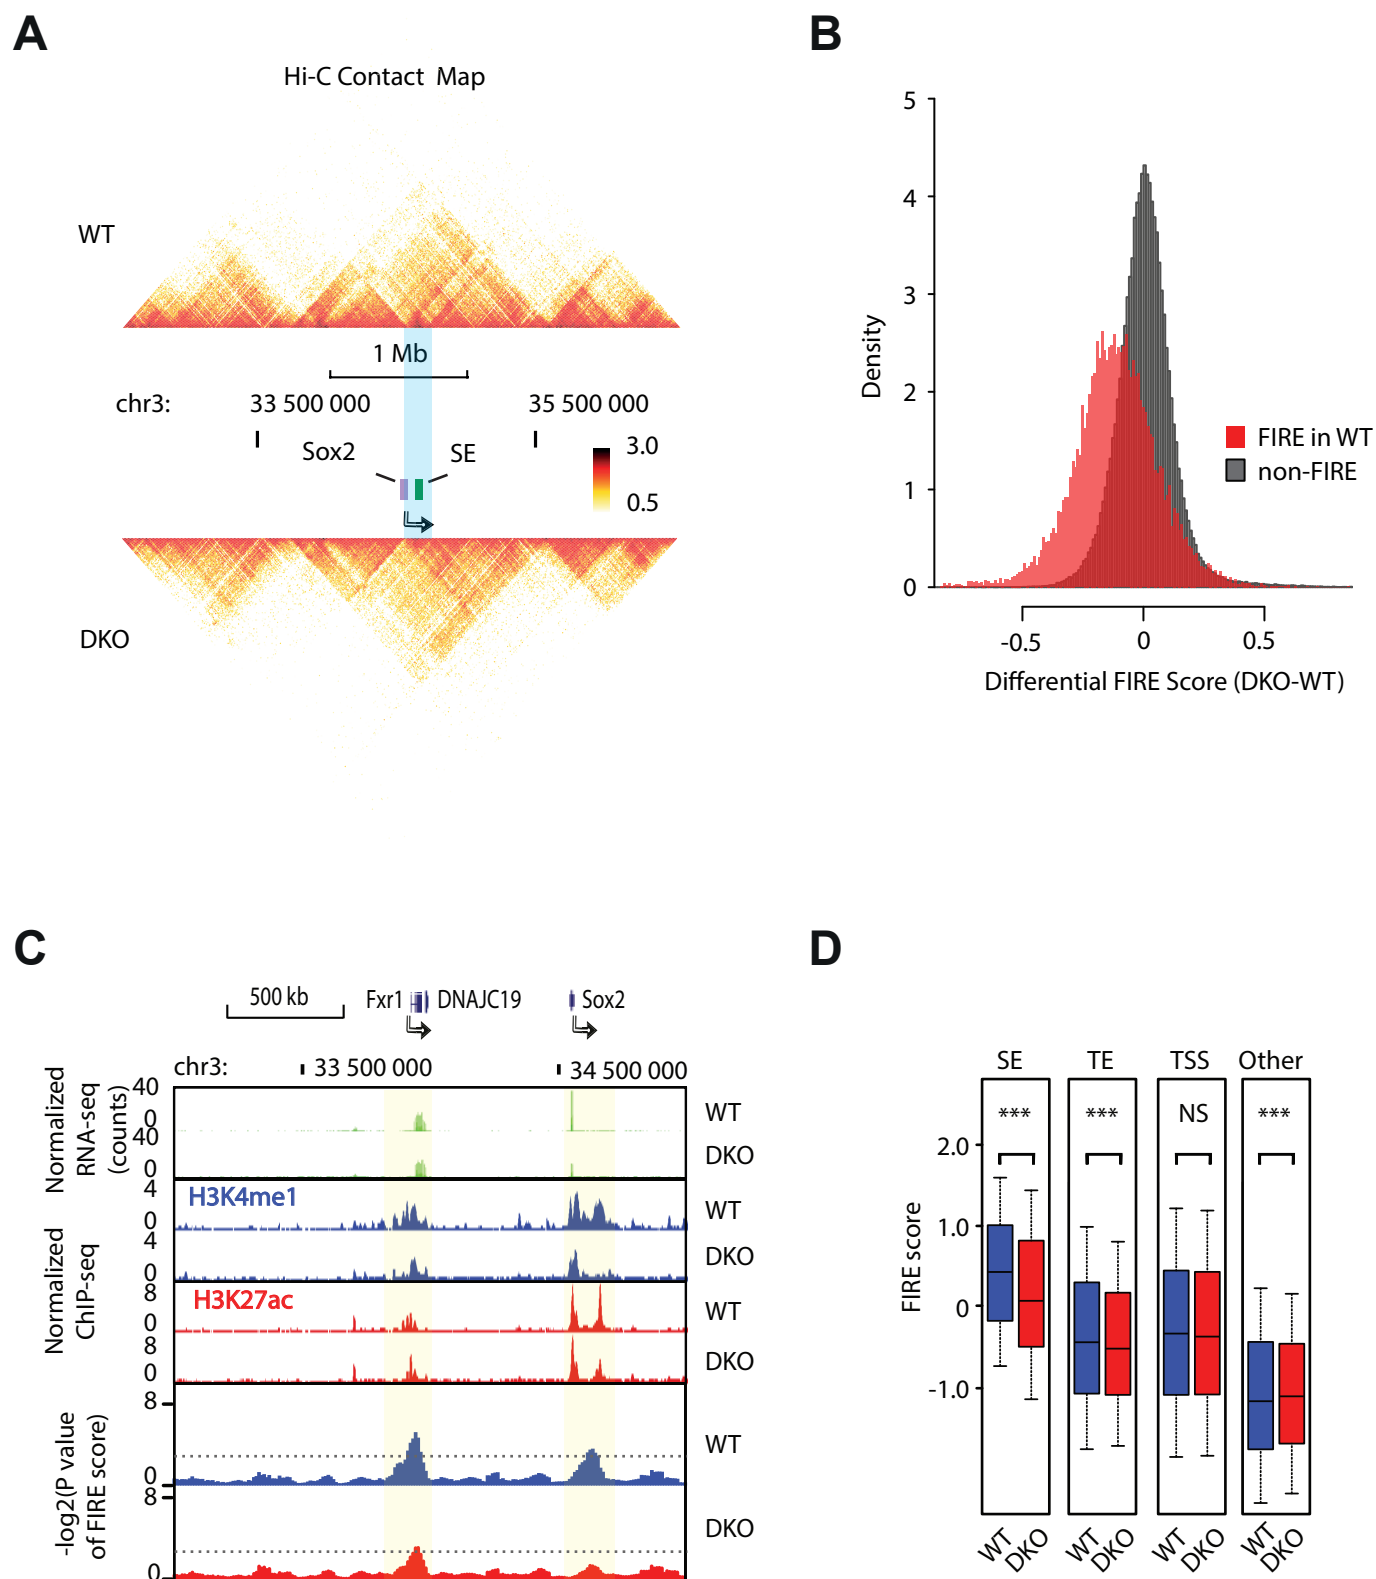 A
Hi-C Contact Map
WT
1 Mb
chr3: 33 500 000 35 500 000
Sox2 SE
3.0
0.5
DKO
B
5
4
3
2
1
0
Density
FIRE in WT
non-FIRE
-0.5 0 0.5
Differential FIRE Score (DKO-WT)
C
500 kb Fxr1 DNAJC19 Sox2
chr3: 33 500 000 34 500 000
Normalized
RNA-seq
(counts)
40
0
WT
40
0
DKO
Normalized
ChIP-seq
H3K4me1
4
0
WT
4
0
DKO
H3K27ac
8
0
WT
8
0
DKO
-log2(P value
of FIRE score)
8
0
WT
8
0
DKO
D
SE TE TSS Other
*** *** NS ***
FIRE score
2.0
1.0
0
-1.0
WT DKO WT DKO WT DKO WT DKO